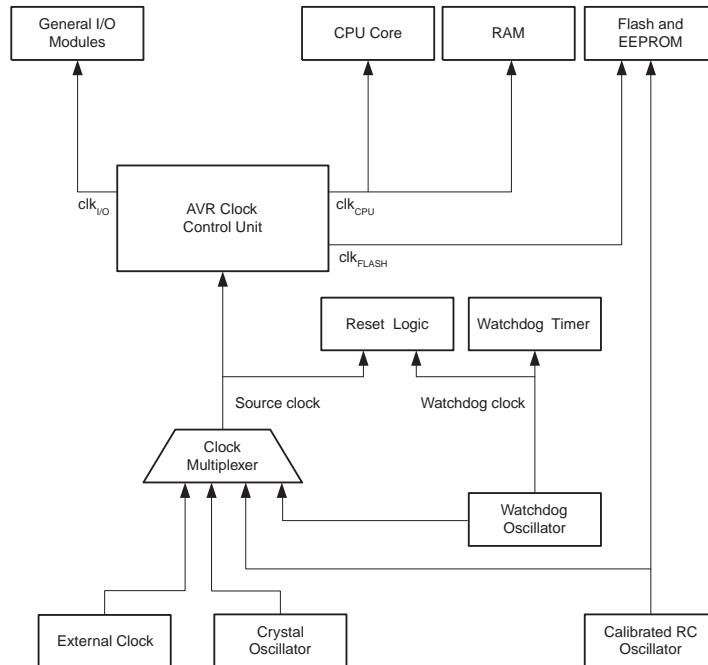 General I/O
Modules
CPU Core
RAM
Flash and
EEPROM
AVR Clock
Control Unit
clkI/O
clkCPU
clkFLASH
Reset Logic
Watchdog Timer
Source clock
Watchdog clock
Clock
Multiplexer
Watchdog
Oscillator
External Clock
Crystal
Oscillator
Calibrated RC
Oscillator